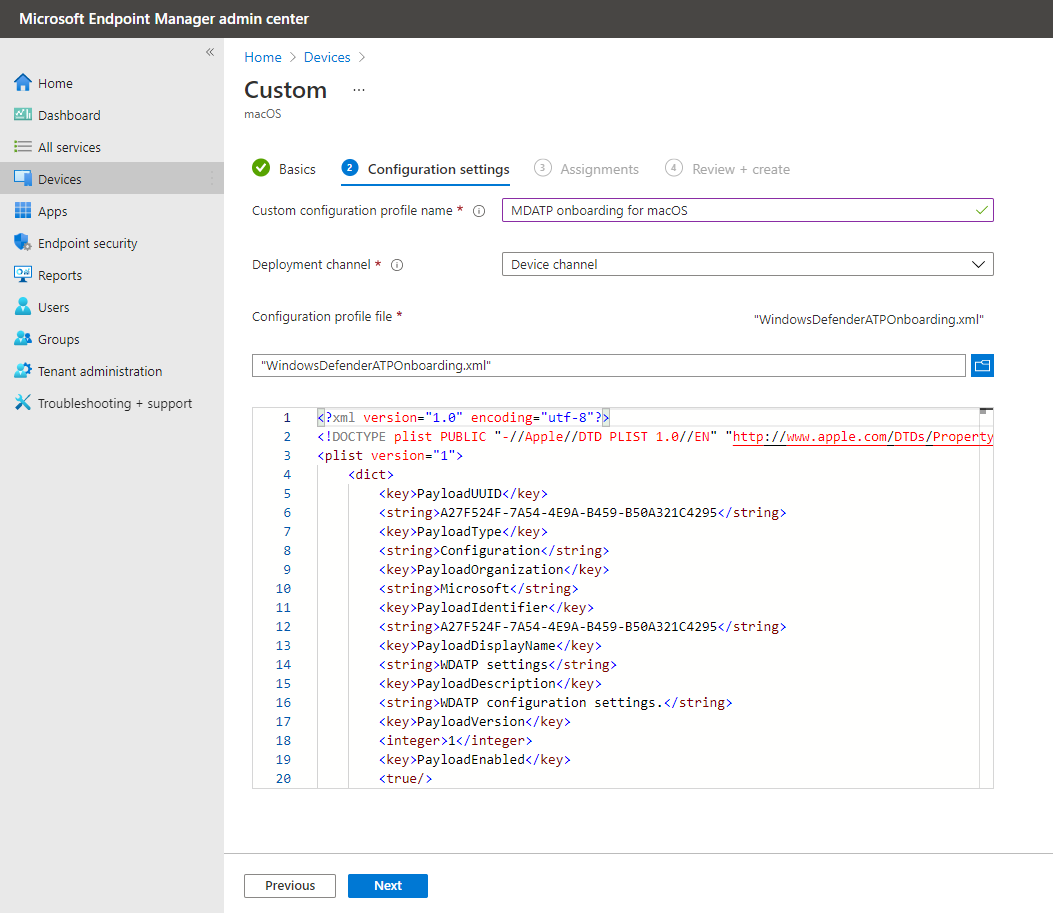 Microsoft Endpoint Manager admin center
«
Home
Dashboard
All services
Devices
Apps
Endpoint security
Reports
Users
Groups
Tenant administration
Troubleshooting + support
Home > Devices >
Custom ...
macOS
Basics 2 Configuration settings 3 Assignments 4 Review + create
Custom configuration profile name * MDATP onboarding for macOS
Deployment channel * Device channel
Configuration profile file * "WindowsDefenderATPOnboarding.xml"
"WindowsDefenderATPOnboarding.xml"
1 <?xml version="1.0" encoding="utf-8"?>
2 <!DOCTYPE plist PUBLIC "-//Apple//DTD PLIST 1.0//EN" "http://www.apple.com/DTDs/Property
3 <plist version="1">
4 <dict>
5 <key>PayloadUUID</key>
6 <string>A27F524F-7A54-4E9A-B459-B50A321C4295</string>
7 <key>PayloadType</key>
8 <string>Configuration</string>
9 <key>PayloadOrganization</key>
10 <string>Microsoft</string>
11 <key>PayloadIdentifier</key>
12 <string>A27F524F-7A54-4E9A-B459-B50A321C4295</string>
13 <key>PayloadDisplayName</key>
14 <string>WDATP settings</string>
15 <key>PayloadDescription</key>
16 <string>WDATP configuration settings.</string>
17 <key>PayloadVersion</key>
18 <integer>1</integer>
19 <key>PayloadEnabled</key>
20 <true/>
Previous Next